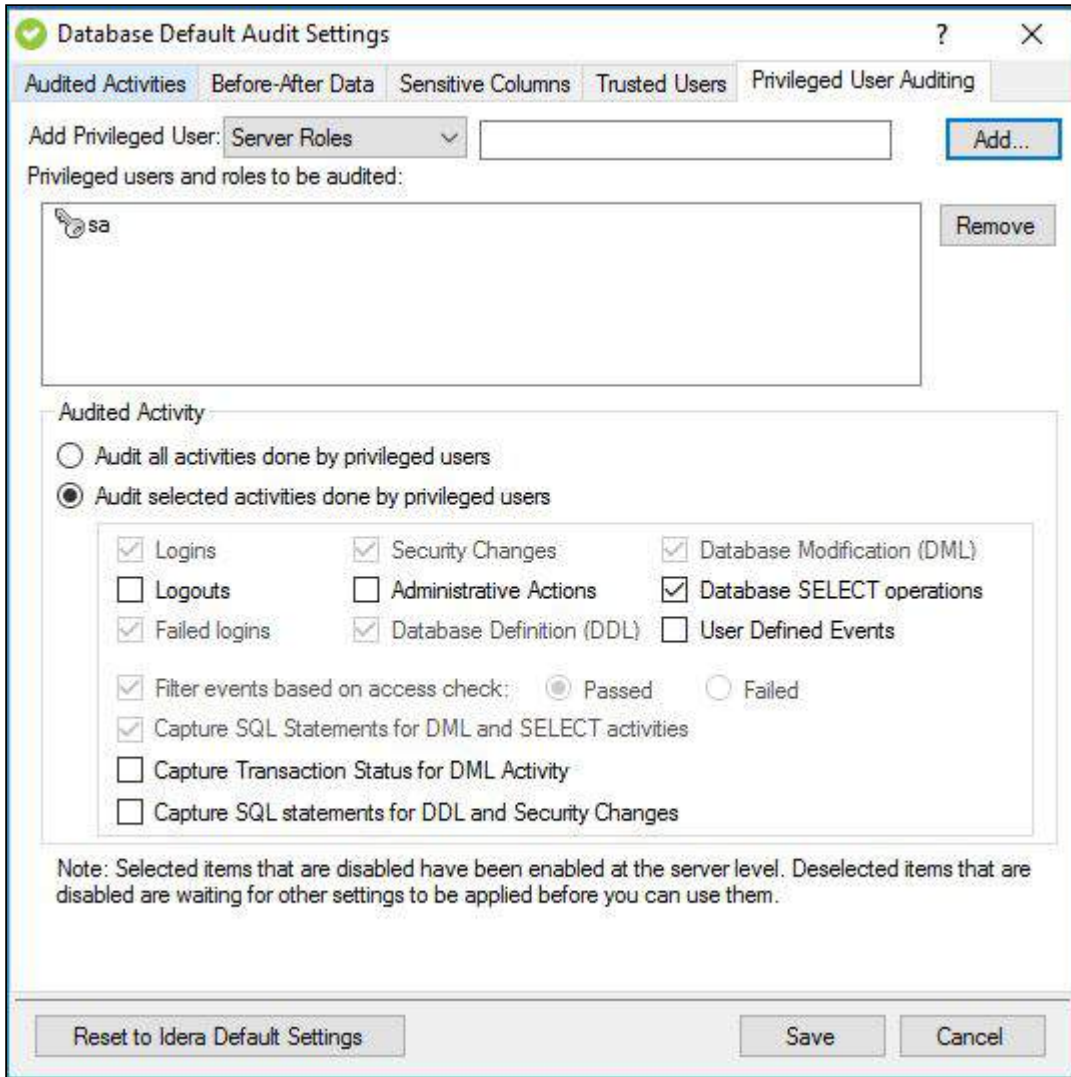 Database Default Audit Settings
?
Audited Activities Before-After Data Sensitive Columns Trusted Users Privileged User Auditing
Add Privileged User: Server Roles Add...
Privileged users and roles to be audited:
sa Remove
Audited Activity
Audit all activities done by privileged users
Audit selected activities done by privileged users
Logins Security Changes Database Modification (DML)
Logouts Administrative Actions Database SELECT operations
Failed logins Database Definition (DDL) User Defined Events
Filter events based on access check: Passed Failed
Capture SQL Statements for DML and SELECT activities
Capture Transaction Status for DML Activity
Capture SQL statements for DDL and Security Changes
Note: Selected items that are disabled have been enabled at the server level. Deselected items that are
disabled are waiting for other settings to be applied before you can use them.
Reset to Idera Default Settings Save Cancel